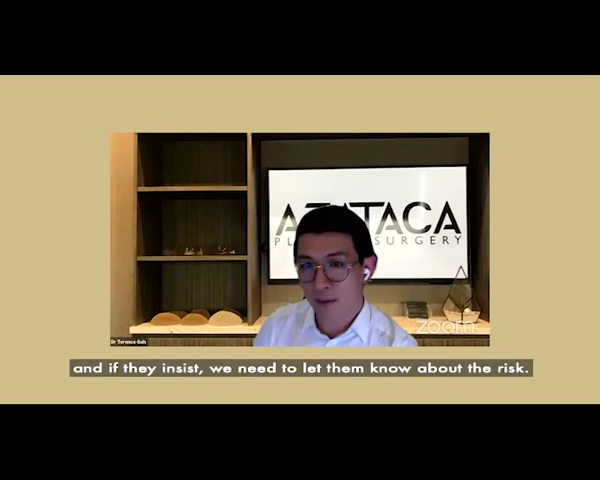 AZATACA
PL SURGERY
zoom
Dr Terence Goh
and if they insist, we need to let them know about the risk.